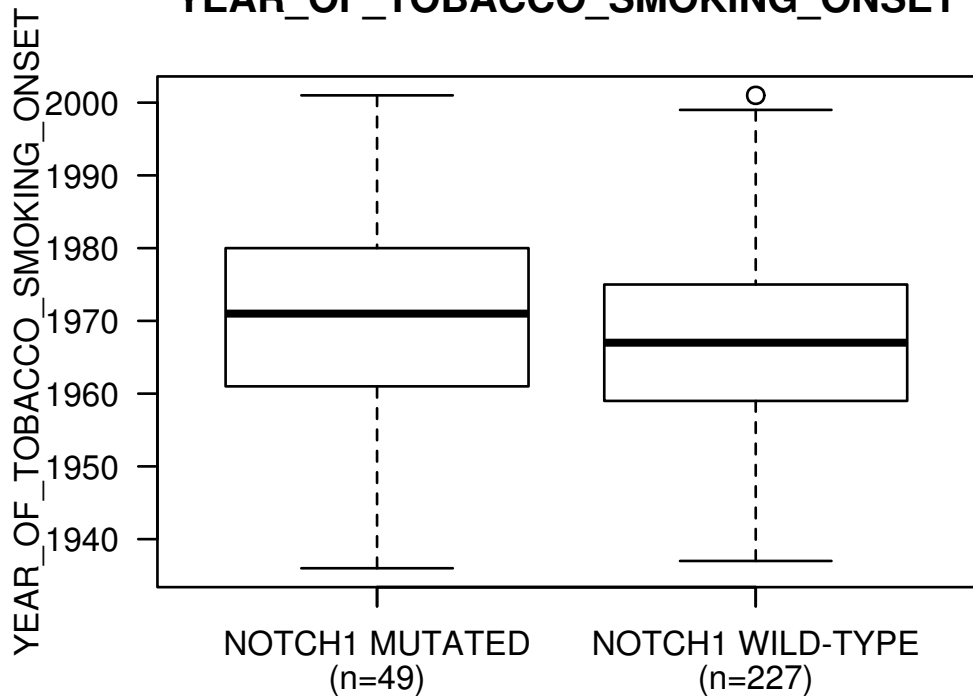 YEAR_OF_TOBACCO_SMOKING_ONSET
YEAR_OF_TOBACCO_SMOKING_ONSET
2000
1990
1980
1970
1960
1950
1940
NOTCH1 MUTATED
(n=49)
NOTCH1 WILD-TYPE
(n=227)